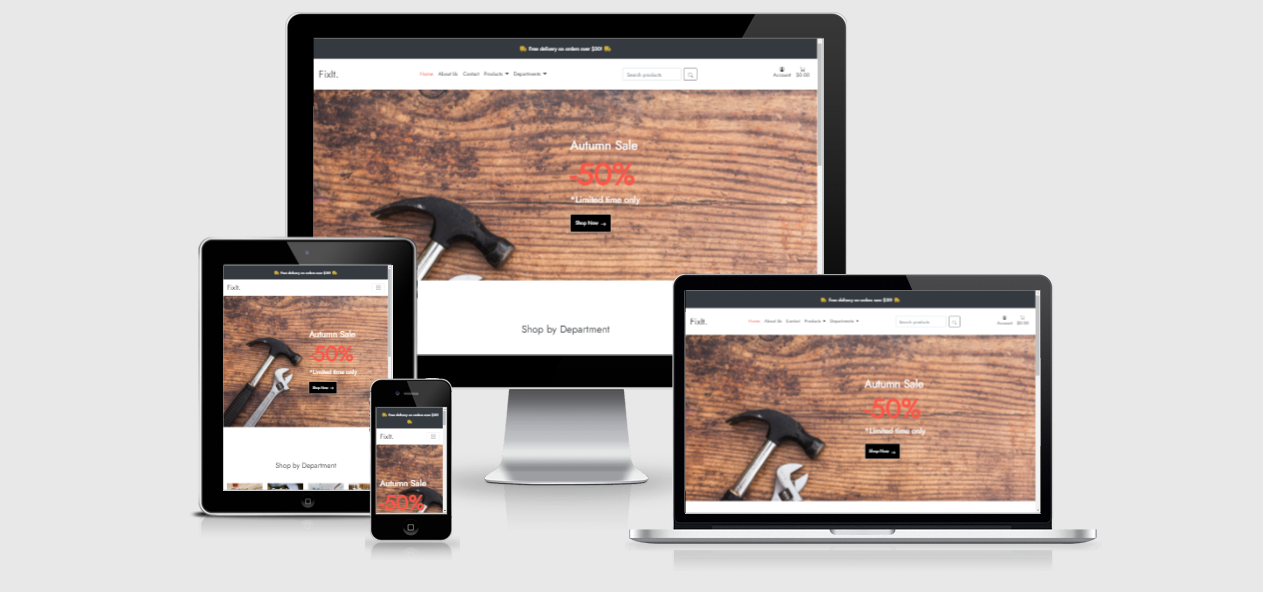 Free delivery on orders over $50!
FixIt.
Home About Us Contact Products Departments
Search products
Account $0.00
Autumn Sale
-50%
*Limited time only
Shop Now →
Shop by Department
Free delivery on orders over $50!
FixIt.
Autumn Sale
-50%
*Limited time only
Shop Now →
Shop by Department
Free delivery on orders over $50!
FixIt.
Autumn Sale
-50%
Free delivery on orders over $50!
FixIt.
Home About Us Contact Products Departments
Search products
Account $0.00
Autumn Sale
-50%
*Limited time only
Shop Now →